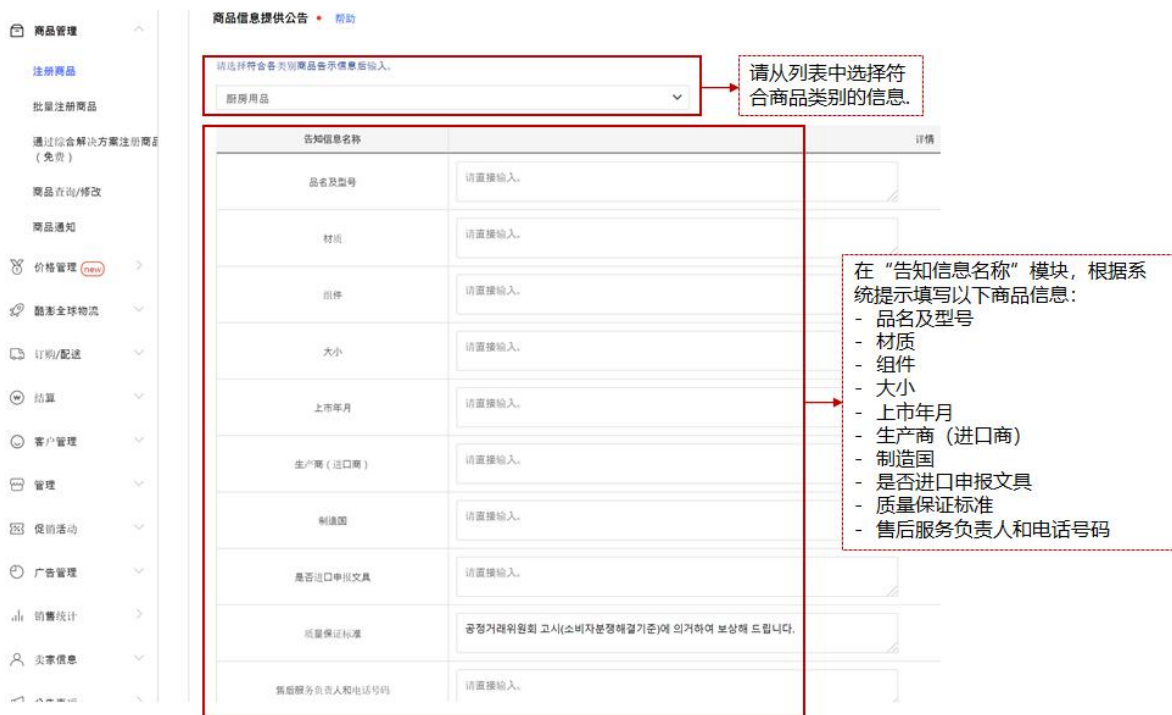 商品管理
注册商品
批量注册商品
通过综合解决方案注册商品
（免费）
商品查询/修改
商品通知
价格管理 new
酷澎全球物流
订购/配送
结算
客户管理
管理
促销活动
广告管理
销售统计
卖家信息
商品信息提供公告 • 帮助
请选择符合各类别商品告示信息后输入。
厨房用品
告知信息名称
详情
品名及型号
请直接输入。
材质
请直接输入。
组件
请直接输入。
大小
请直接输入。
上市年月
请直接输入。
生产商（进口商）
请直接输入。
制造国
请直接输入。
是否进口申报文具
请直接输入。
质量保证标准
공정거래위원회 고시(소비자분쟁해결기준)에 의거하여 보상해 드립니다.
售后服务负责人和电话号码
请直接输入。
请从列表中选择符
合商品类别的信息.
在“告知信息名称”模块，根据系
统提示填写以下商品信息：
- 品名及型号
- 材质
- 组件
- 大小
- 上市年月
- 生产商（进口商）
- 制造国
- 是否进口申报文具
- 质量保证标准
- 售后服务负责人和电话号码